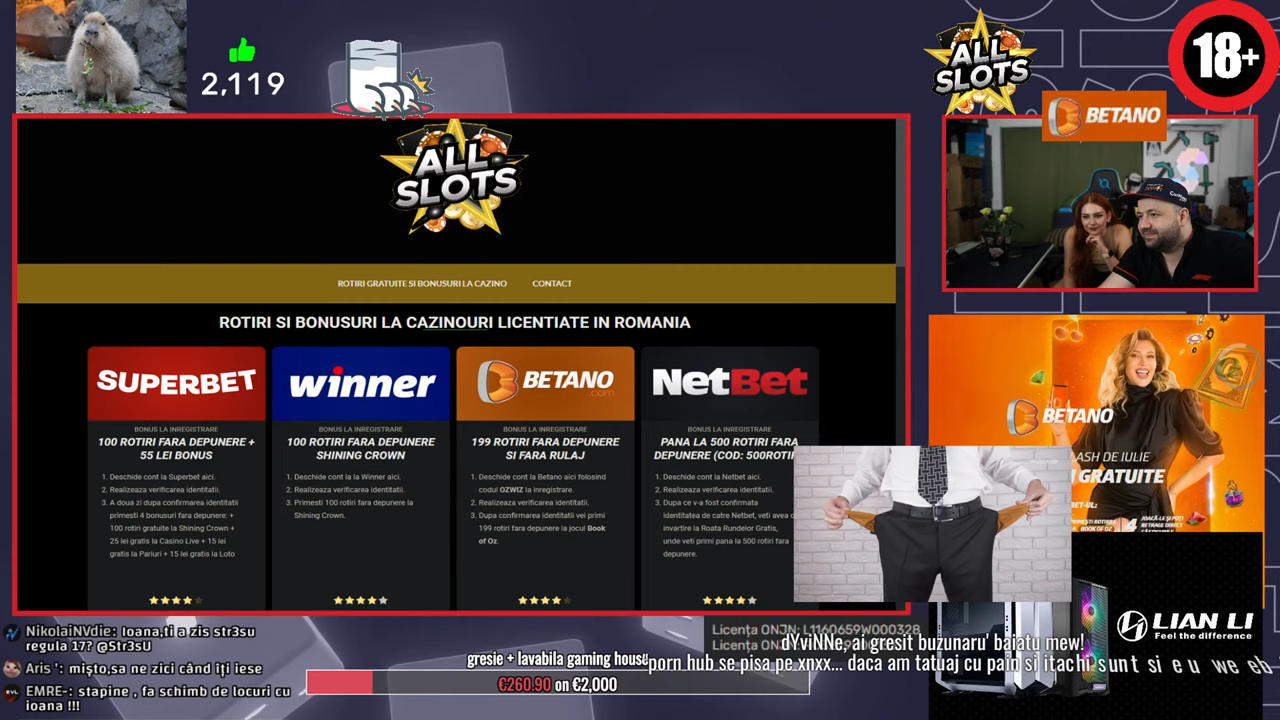 2,119
ALL
SLOTS
18+
BETANO
ALL
SLOTS
ROTIRI GRATUITE SI BONUSURI LA CAZINO
CONTACT
ROTIRI SI BONUSURI LA CAZINOURI LICENTIATE IN ROMANIA
SUPERBET
BONUS LA INREGISTRARE
100 ROTIRI FARA DEPUNERE +
55 LEI BONUS
1. Deschide cont la Superbet aici.
2. Realizeaza verificarea identitatii.
3. A doua zi dupa confirmarea identitatii
primesti 4 bonusuri fara depunere: +
100 rotiri gratuite la Shining Crown +
25 lei gratis la Casino Live + 15 lei
gratis la Pariuri + 15 lei gratis la Loto
winner
BONUS LA INREGISTRARE
100 ROTIRI FARA DEPUNERE
SHINING CROWN
1. Deschide cont la Winner aici.
2. Realizeaza verificarea identitatii.
3. Primesti 100 rotiri fara depunere la
Shining Crown.
BETANO
.com
BONUS LA INREGISTRARE
199 ROTIRI FARA DEPUNERE
SI FARA RULAJ
1. Deschide cont la Betano aici folosind
codul OZWIZ la inregistrare.
2. Realizeaza verificarea identitatii.
3. Dupa confirmarea identitatii vei primi
199 rotiri fara depunere la jocul Book
of Oz.
NetBet
BONUS LA INREGISTRARE
PANA LA 500 ROTIRI FARA
DEPUNERE (COD: 500ROTI
1. Deschide cont la Netbet aici.
2. Realizeaza verificarea identitatii.
3. Dupa ce v-a fost confirmata
identitatea de catre Netbet, veti avea
invartire la Roata Rundelor Gratis,
unde veti primi pana la 500 rotiri fara
depunere.
BETANO
LASH DE IULIE
GRATUITE
LIAN LI
Feel the difference
NikolaiNVdie: Ioana,ti a zis str3su
regula 17? @Str3sU
Aris ': mișto,sa ne zici când îți iese
EMRE-: stapine , fa schimb de locuri cu
ioana !!!
gresie + lavabila gaming house
€260.90 on €2,000
Licența ONJN: L1160659W000328
Licența ONJN:
dYviNNe, ai gresit buzunaru' baiatu mew!
porn hub se pisa pe xnxx... daca am tatuaj cu pain si itachi sunt si eu weeb